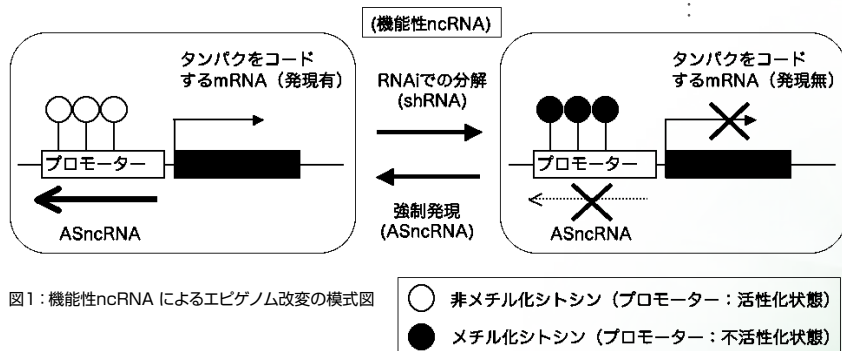 (機能性ncRNA)
タンパクをコード
するmRNA（発現有）
プロモーター
ASncRNA
RNAiでの分解
(shRNA)
強制発現
(ASncRNA)
タンパクをコード
するmRNA（発現無）
プロモーター
ASncRNA
図1：機能性ncRNA によるエピゲノム改変の模式図
非メチル化シトシン（プロモーター：活性化状態）
メチル化シトシン（プロモーター：不活性化状態）